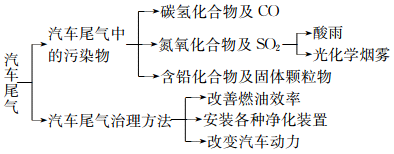 汽车尾气
汽车尾气中的污染物
碳氢化合物及CO
氮氧化合物及SO₂
酸雨
光化学烟雾
含铅化合物及固体颗粒物
汽车尾气治理方法
改善燃油效率
安装各种净化装置
改变汽车动力